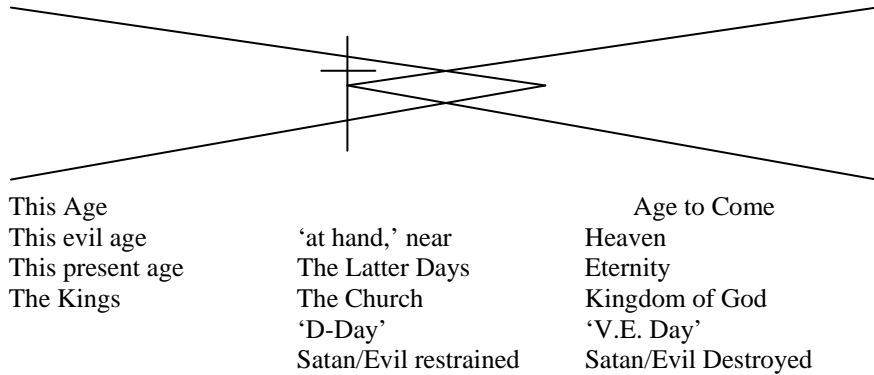 This Age Age to Come
This evil age ‘at hand,’ near Heaven
This present age The Latter Days Eternity
The Kings The Church Kingdom of God
‘D-Day’ ‘V.E. Day’
Satan/Evil restrained Satan/Evil Destroyed